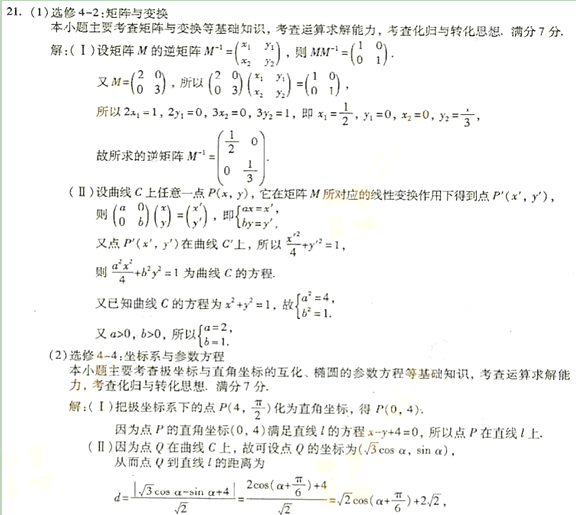 21. (1)选修4-2:矩阵与变换
本小题主要考查矩阵与变换等基础知识,考查运算求解能力,考查化归与转化思想. 满分7分.
解:(Ⅰ)设矩阵M的逆矩阵M⁻¹=(x₁ y₁; x₂ y₂), 则MM⁻¹=(1 0; 0 1).
又M=(2 0; 0 3), 所以(2 0; 0 3)(x₁ y₁; x₂ y₂)=(1 0; 0 1),
所以2x₁=1, 2y₁=0, 3x₂=0, 3y₂=1, 即x₁=1/2, y₁=0, x₂=0, y₂=1/3,
故所求的逆矩阵M⁻¹=(1/2 0; 0 1/3).
(Ⅱ)设曲线C上任意一点P(x, y), 它在矩阵M所对应的线性变换作用下得到点P′(x′, y′),
则(a 0; 0 b)(x; y)=(x′; y′), 即{ax=x′, by=y′.
又点P′(x′, y′)在曲线C′上, 所以x′²/4+y′²=1,
则a²x²/4+b²y²=1为曲线C的方程.
又已知曲线C的方程为x²+y²=1, 故{a²=4, b²=1.
又a>0, b>0, 所以{a=2, b=1.
(2)选修4-4:坐标系与参数方程
本小题主要考查极坐标与直角坐标的互化、椭圆的参数方程等基础知识, 考查运算求解能
力, 考查化归与转化思想. 满分7分.
解:(Ⅰ)把极坐标系下的点P(4, π/2)化为直角坐标, 得P(0, 4).
因为点P的直角坐标(0, 4)满足直线l的方程x-y+4=0, 所以点P在直线l上.
(Ⅱ)因为点Q在曲线C上, 故可设点Q的坐标为(√3cos α, sin α),
从而点Q到直线l的距离为
d=|√3cos α-sin α+4|/√2=(2cos(α+π/6)+4)/√2=√2cos(α+π/6)+2√2,